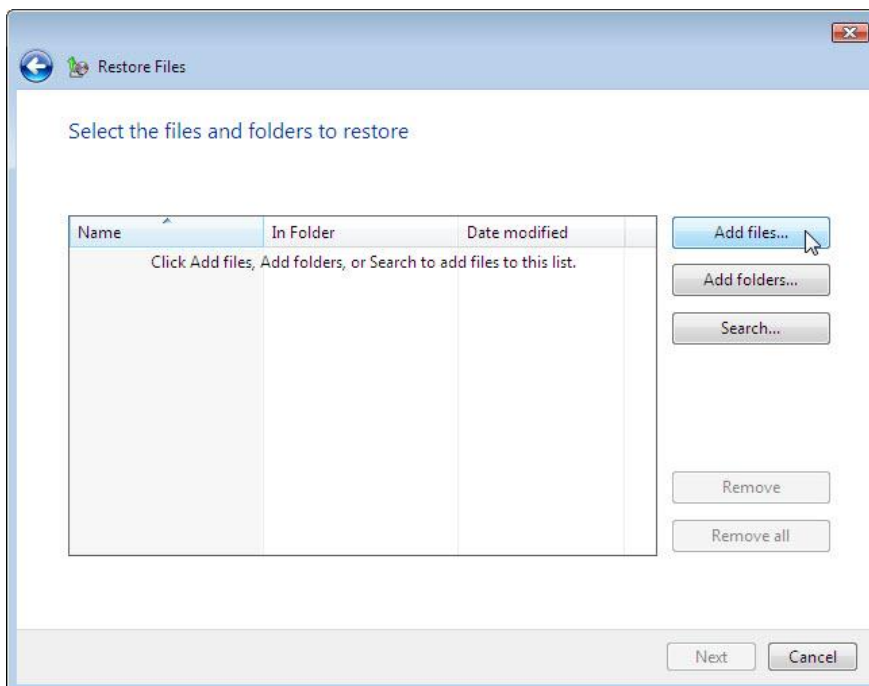 Restore Files
Select the files and folders to restore
Name In Folder Date modified
Click Add files, Add folders, or Search to add files to this list.
Add files...
Add folders...
Search...
Remove
Remove all
Next Cancel